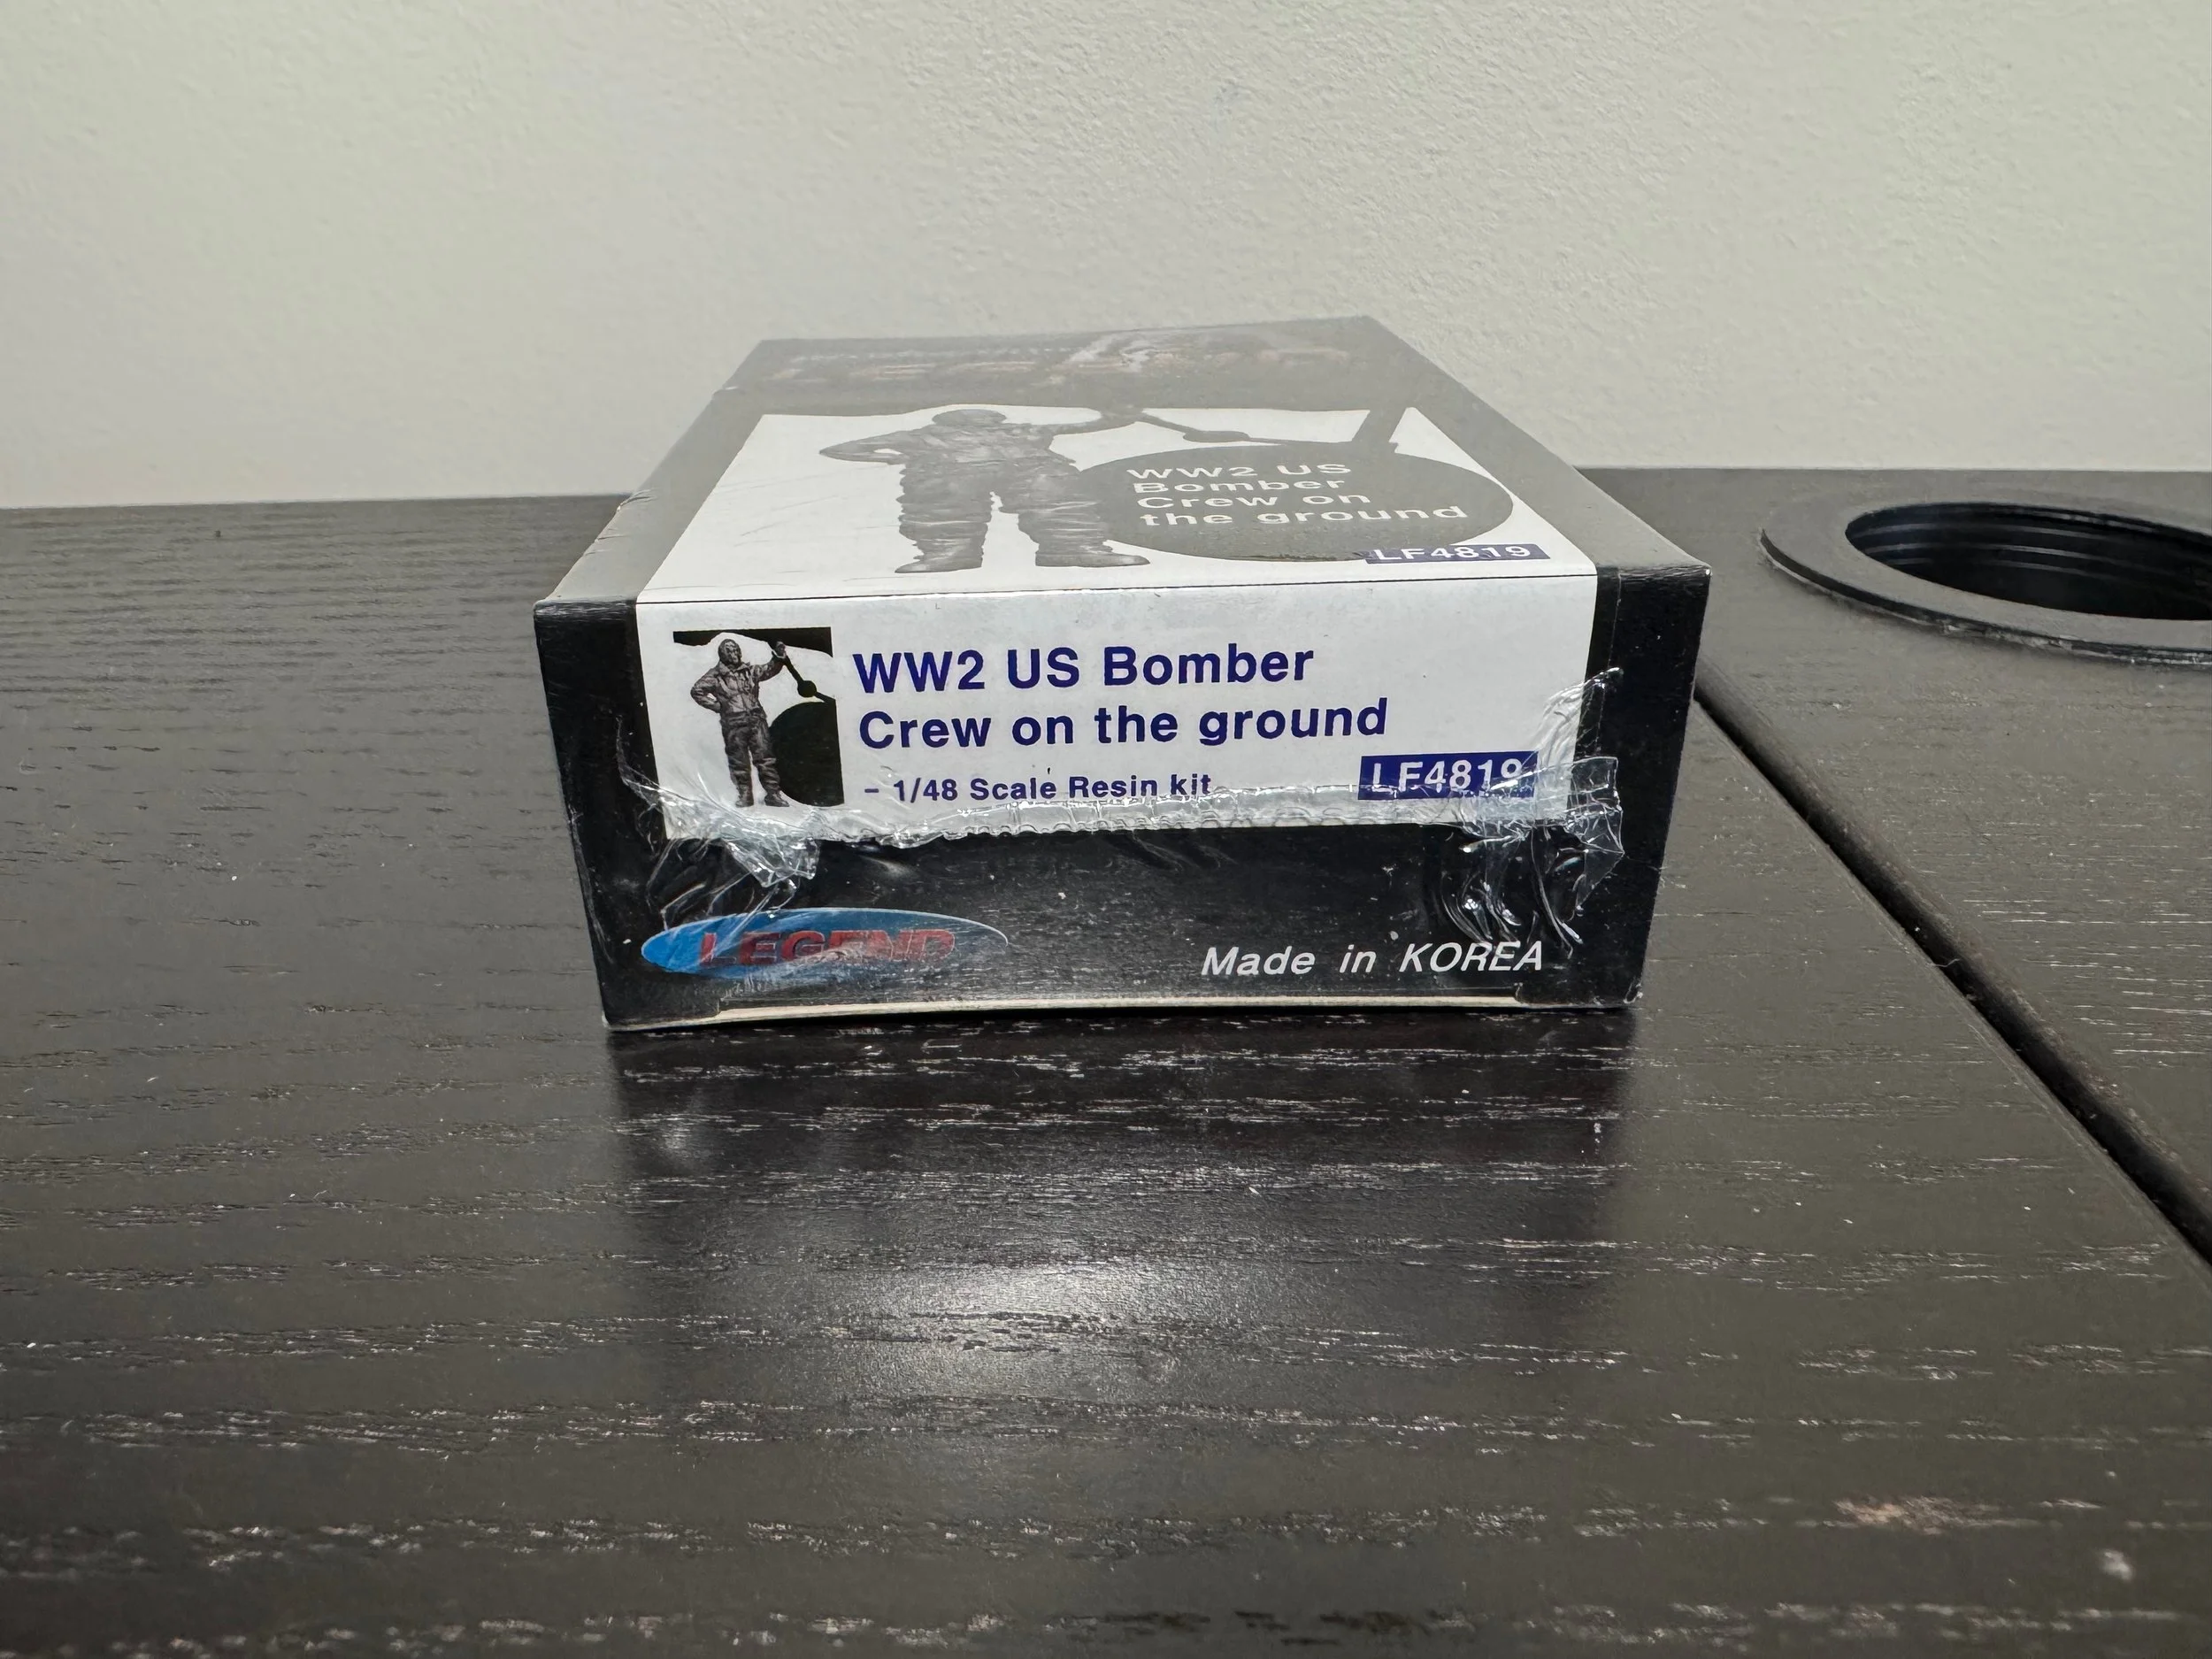 WW2 US
Bomber
Crew on
the ground
LF4819
WW2 US Bomber
Crew on the ground
- 1/48 Scale Resin kit
LF4819
LEGEND
Made in KOREA